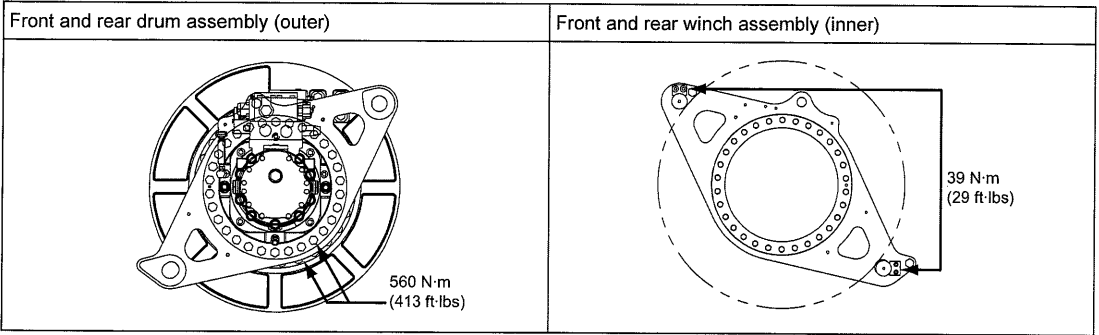 Front and rear drum assembly (outer)
Front and rear winch assembly (inner)
560 N·m
(413 ft·lbs)
39 N·m
(29 ft·lbs)